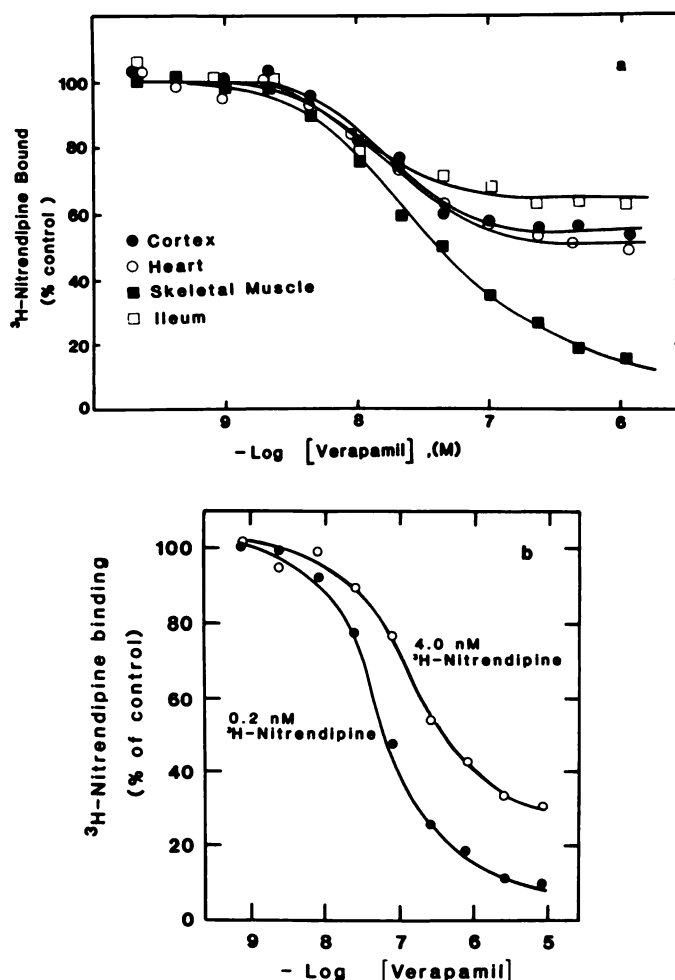 a
³H-Nitrendipine Bound
(% control)
100
80
60
40
20
0
● Cortex
○ Heart
■ Skeletal Muscle
□ Ileum
9
8
7
6
- Log [Verapamil] ,(M)
b
³H-Nitrendipine binding
(% of control)
100
80
60
40
20
0
4.0 nM
³H-Nitrendipine
0.2 nM
³H-Nitrendipine
9
8
7
6
5
- Log [Verapamil]